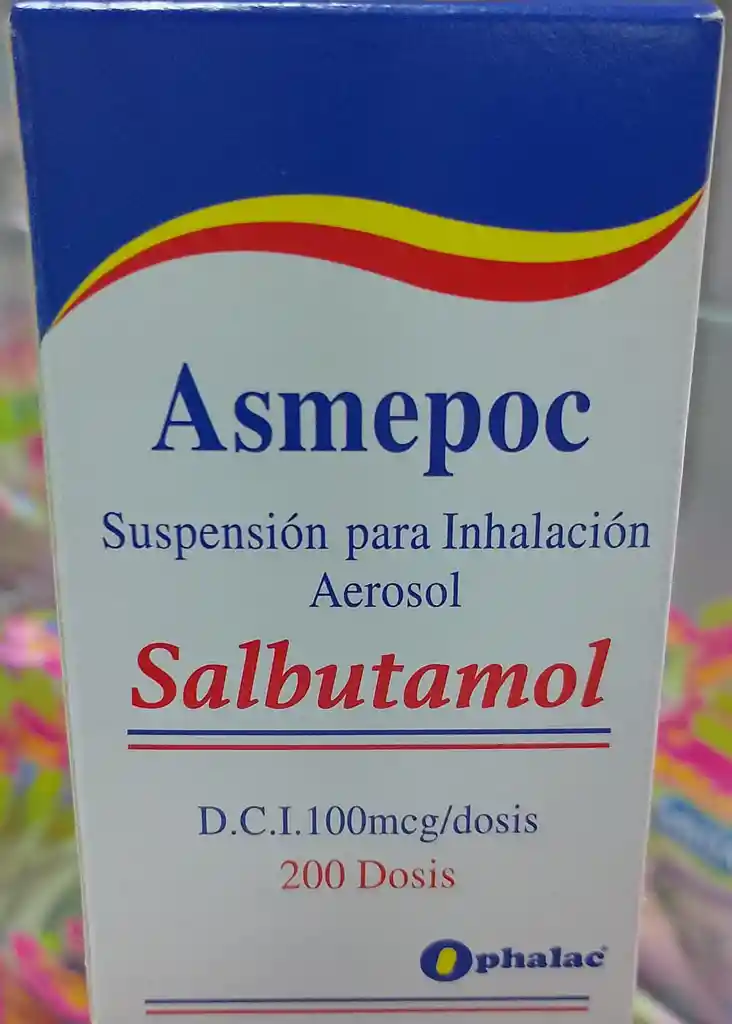 Asmepoc
Suspensión para Inhalación
Aerosol
Salbutamol
D.C.I.100mcg/dosis
200 Dosis
Ophalac